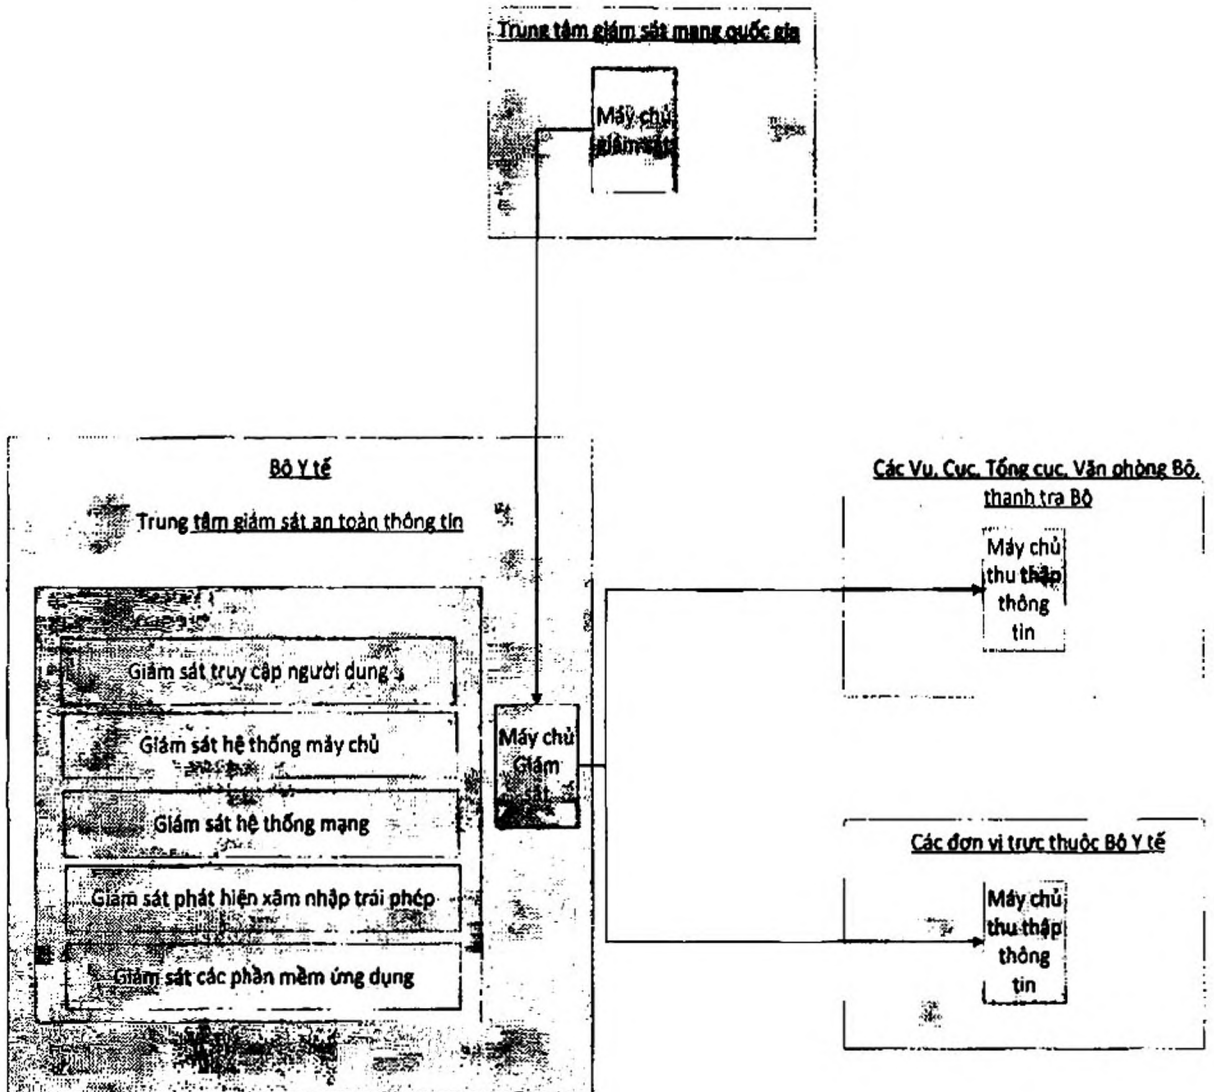 Trung tâm giám sát mạng quốc gia
Máy chủ
giám sát
Bộ Y tế
Trung tâm giám sát an toàn thông tin
Giám sát truy cập người dung
Giám sát hệ thống máy chủ
Giám sát hệ thống mạng
Giám sát phát hiện xâm nhập trái phép
Giám sát các phần mềm ứng dụng
Máy chủ
Giám
sát
Các Vụ, Cục, Tổng cục, Văn phòng Bộ,
thanh tra Bộ
Máy chủ
thu thập
thông
tin
Các đơn vị trực thuộc Bộ Y tế
Máy chủ
thu thập
thông
tin